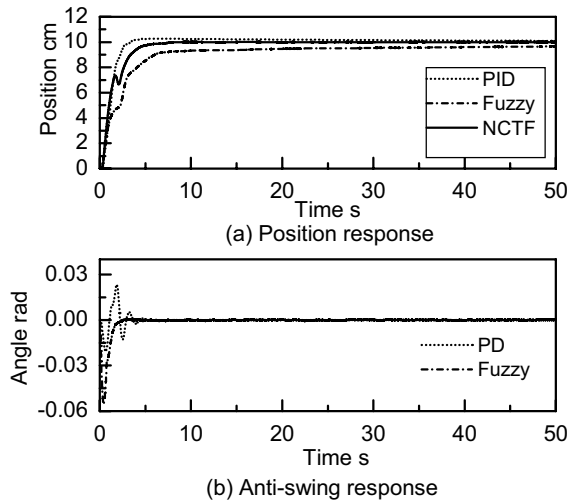 Position cm
12
10
8
6
4
2
0
PID
Fuzzy
NCTF
0 10 20 30 40 50
Time s
(a) Position response
Angle rad
0.03
0.00
-0.03
-0.06
PD
Fuzzy
0 10 20 30 40 50
Time s
(b) Anti-swing response